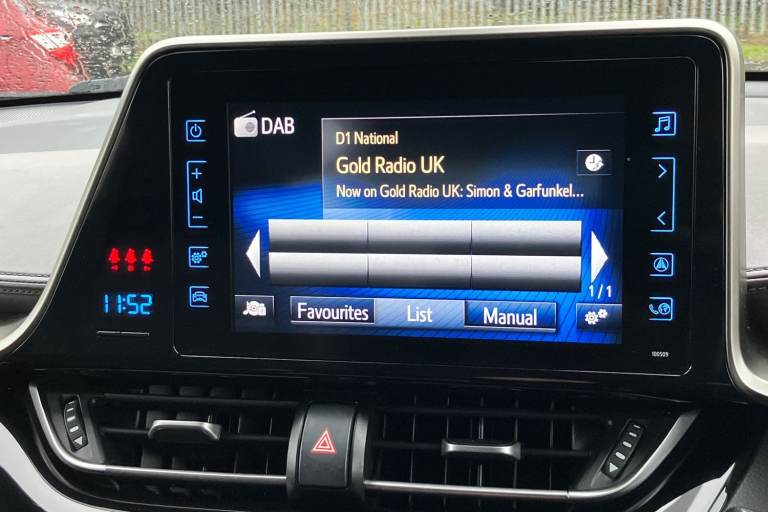 DAB
D1 National
Gold Radio UK
Now on Gold Radio UK: Simon & Garfunkel...
1 / 1
Favourites
List
Manual
11:52
100509